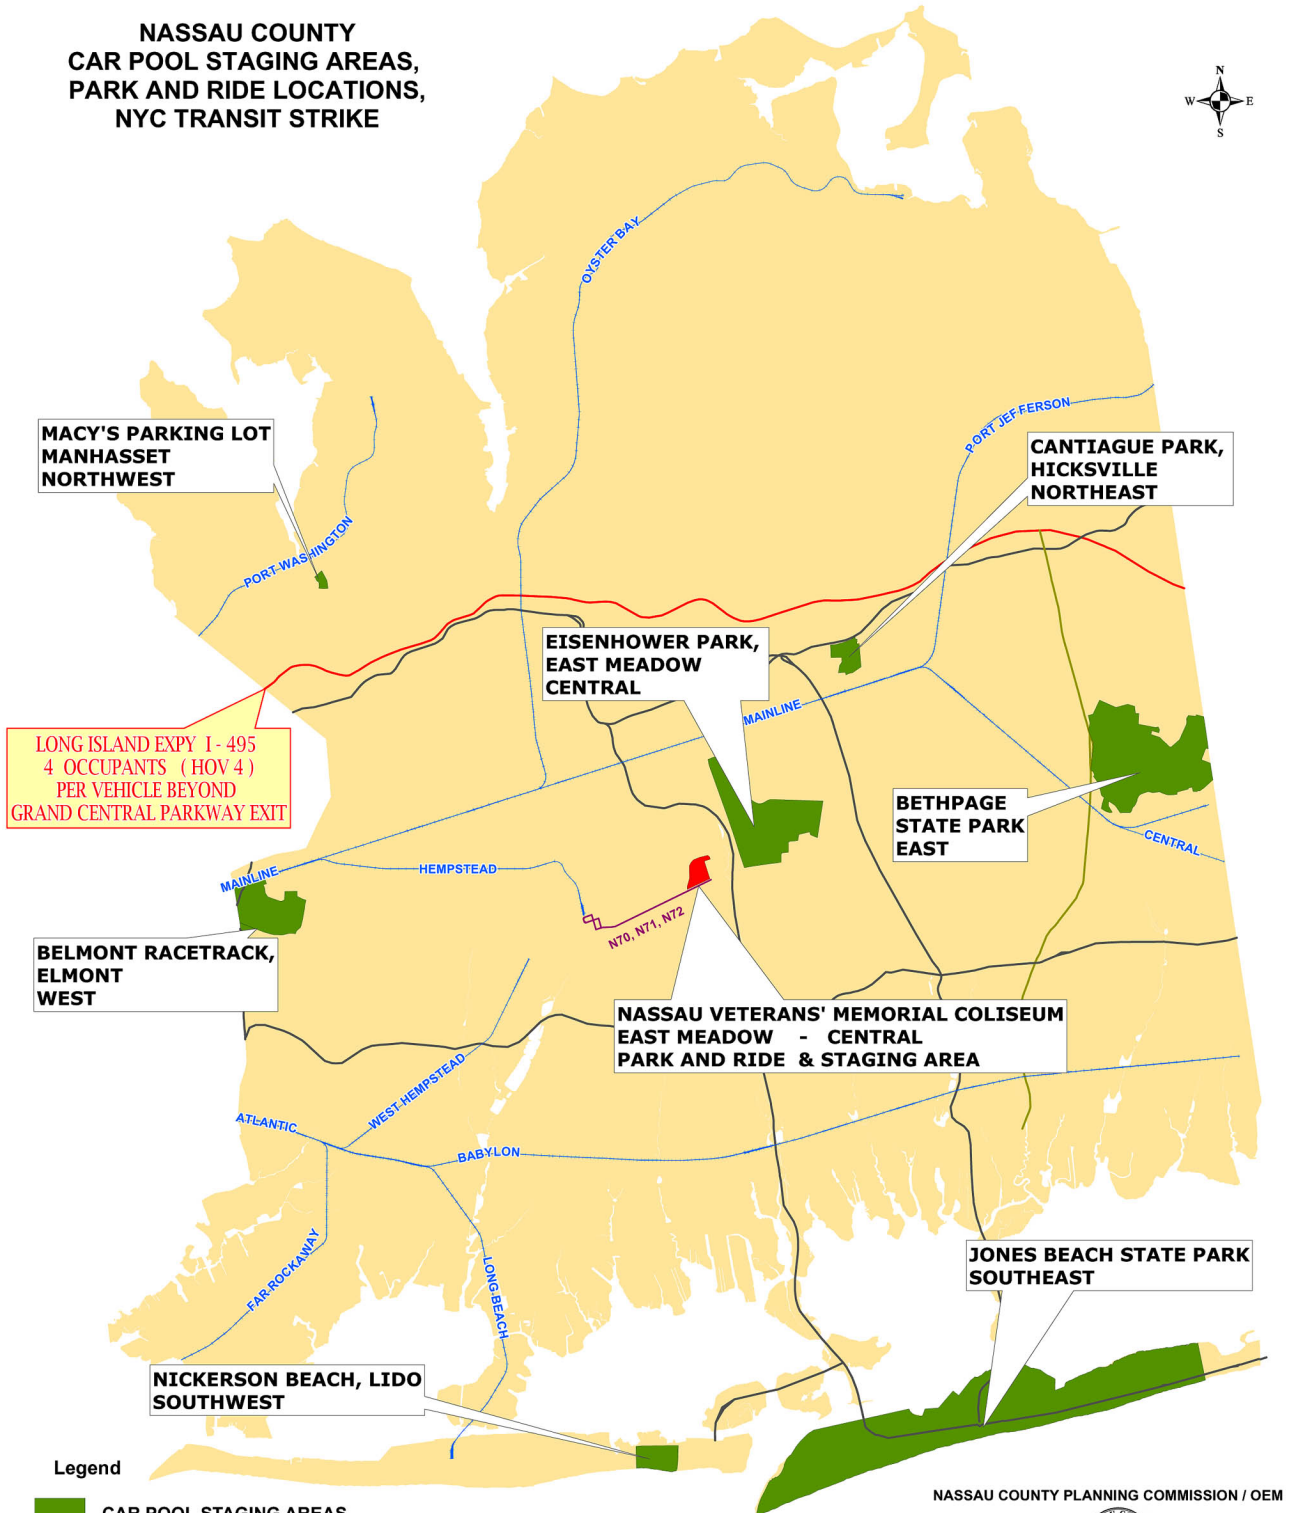 NASSAU COUNTY
CAR POOL STAGING AREAS,
PARK AND RIDE LOCATIONS,
NYC TRANSIT STRIKE
N
W E
S
OYSTER BAY
PORT JEFFERSON
MACY'S PARKING LOT
MANHASSET
NORTHWEST
CANTIAGUE PARK,
HICKSVILLE
NORTHEAST
PORT WASHINGTON
EISENHOWER PARK,
EAST MEADOW
CENTRAL
MAINLINE
LONG ISLAND EXPY I - 495
4 OCCUPANTS ( HOV 4 )
PER VEHICLE BEYOND
GRAND CENTRAL PARKWAY EXIT
BETHPAGE
STATE PARK
EAST
CENTRAL
MAINLINE
HEMPSTEAD
N70, N71, N72
BELMONT RACETRACK,
ELMONT
WEST
NASSAU VETERANS' MEMORIAL COLISEUM
EAST MEADOW - CENTRAL
PARK AND RIDE & STAGING AREA
WEST HEMPSTEAD
ATLANTIC
BABYLON
FAR ROCKAWAY
LONG BEACH
JONES BEACH STATE PARK
SOUTHEAST
NICKERSON BEACH, LIDO
SOUTHWEST
Legend
CAR POOL STAGING AREAS
NASSAU COUNTY PLANNING COMMISSION / OEM